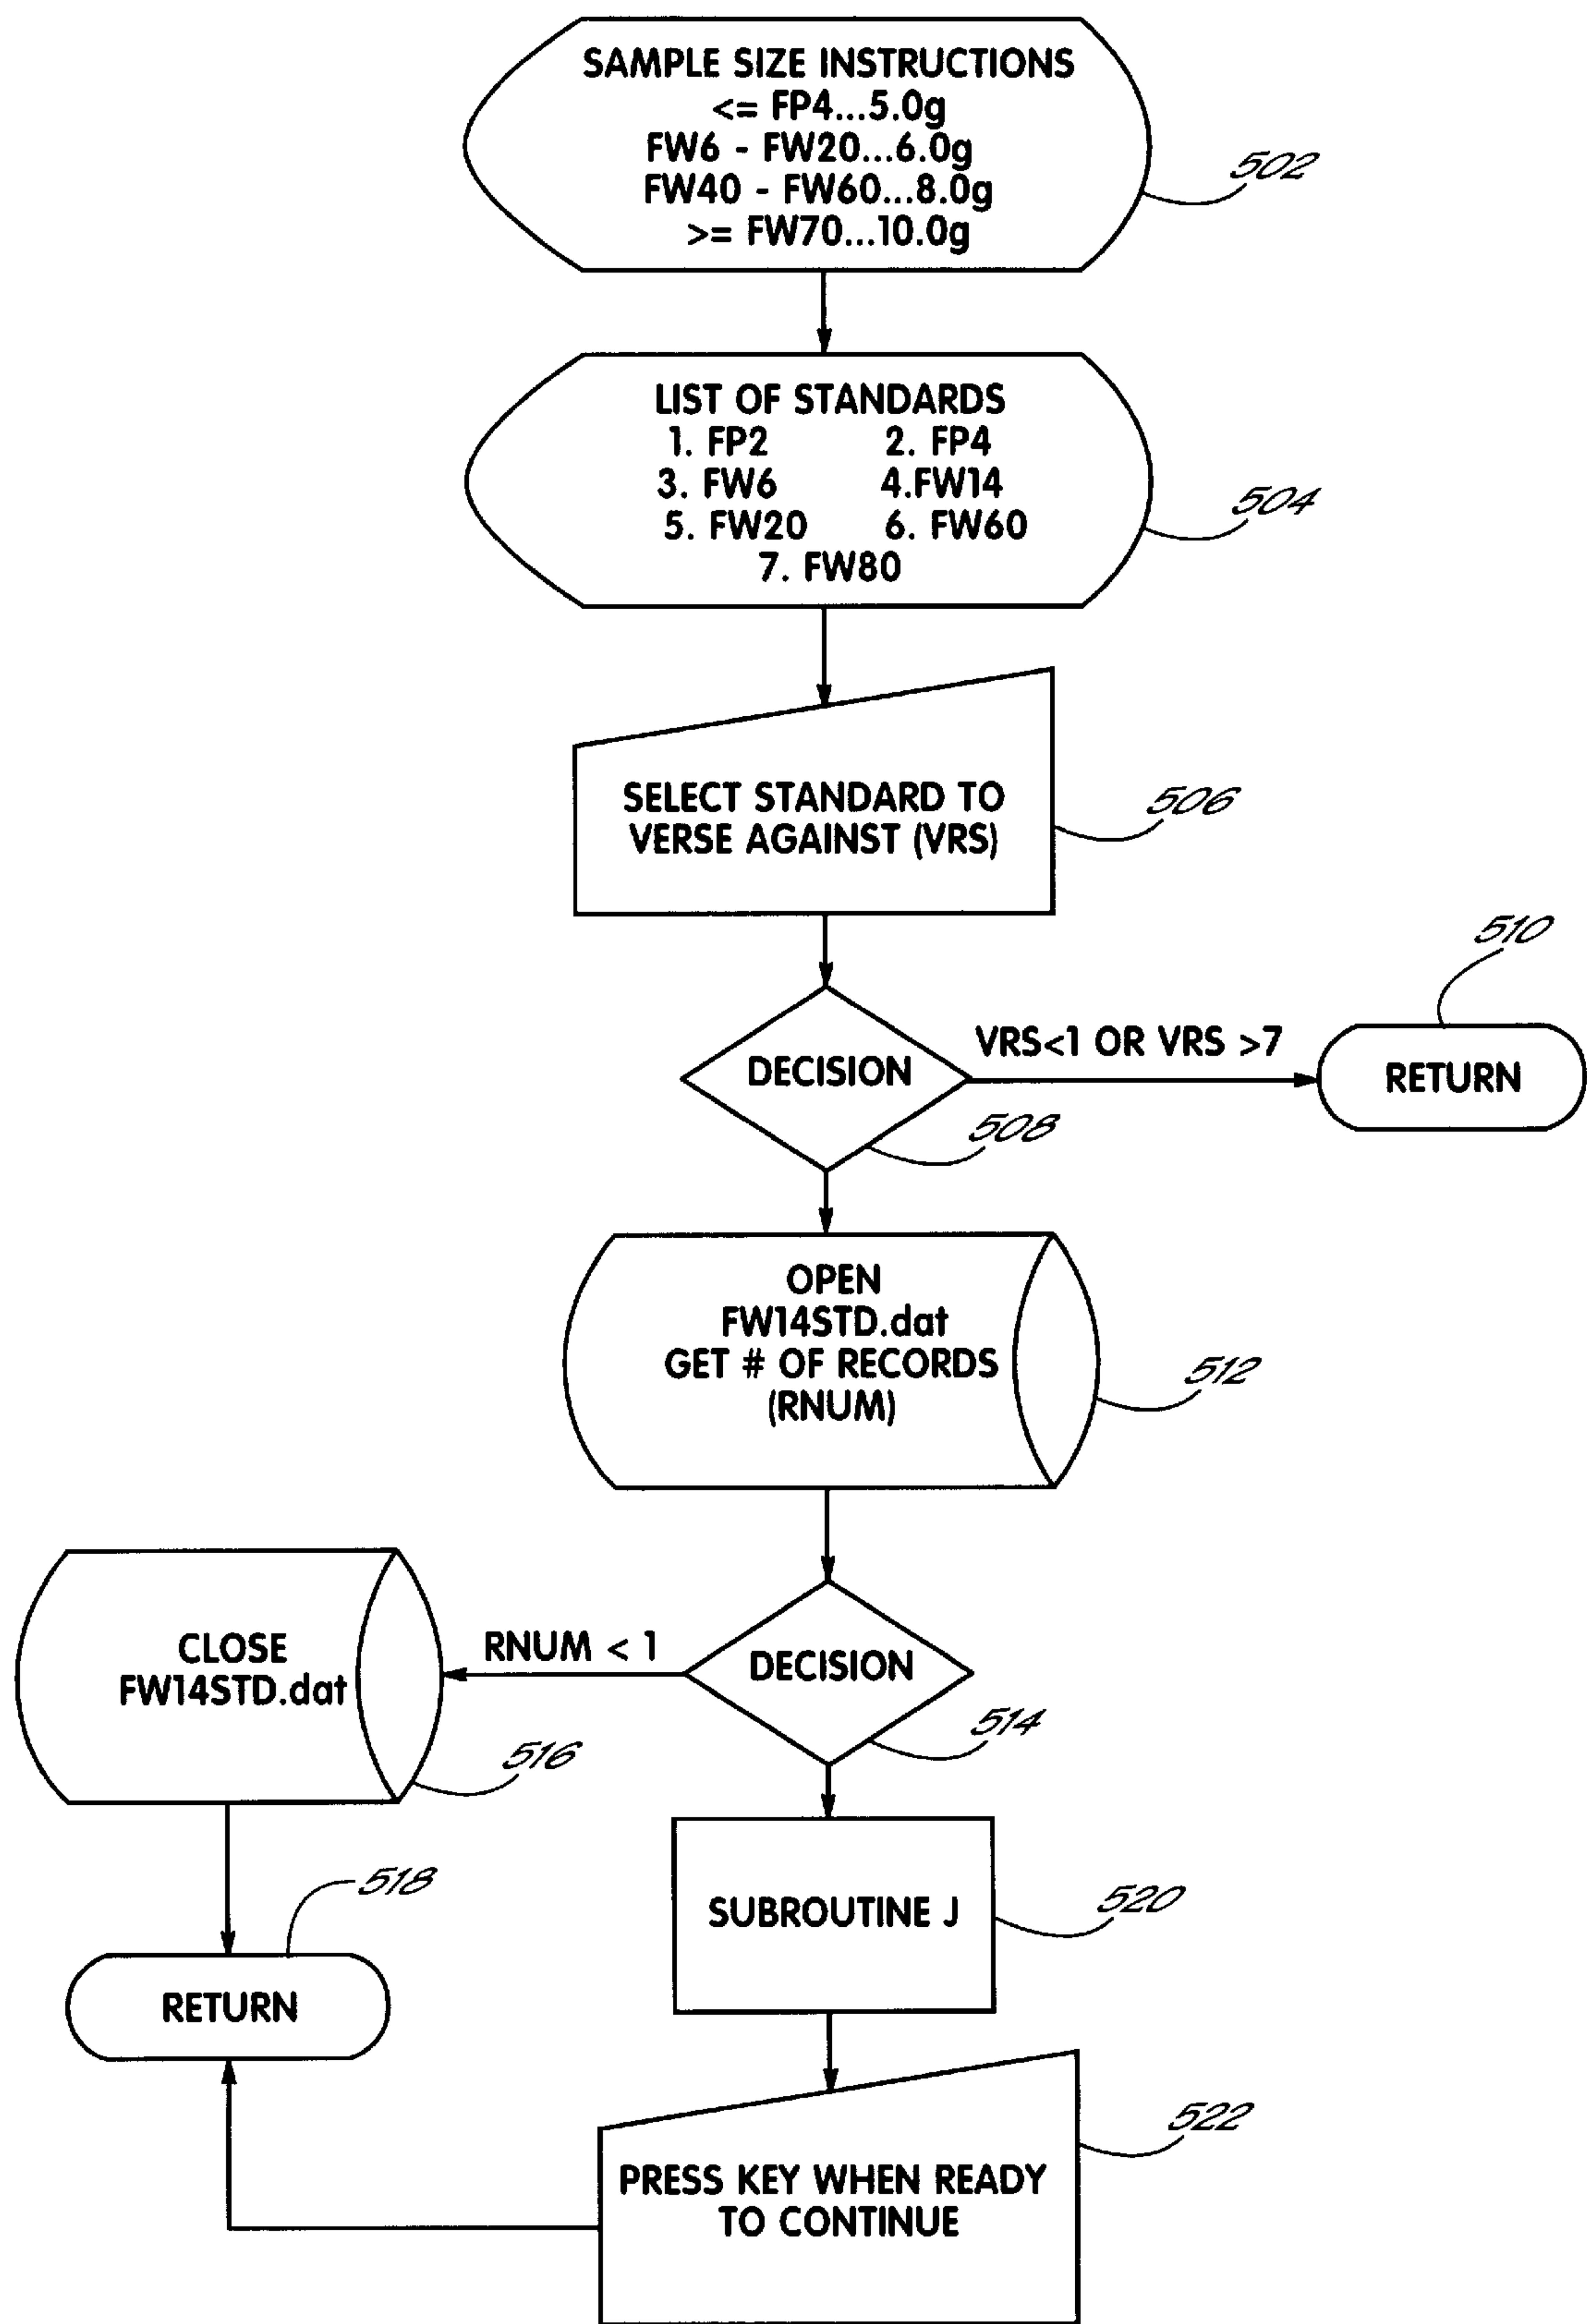 SAMPLE SIZE INSTRUCTIONS
<= FP4...5.0g
FW6 - FW20...6.0g
FW40 - FW60...8.0g
>= FW70...10.0g
502
LIST OF STANDARDS
1. FP2 2. FP4
3. FW6 4.FW14
5. FW20 6. FW60
7. FW80
504
SELECT STANDARD TO
VERSE AGAINST (VRS)
506
DECISION
VRS<1 OR VRS >7
508
510
RETURN
OPEN
FW14STD.dat
GET # OF RECORDS
(RNUM)
512
DECISION
RNUM < 1
514
CLOSE
FW14STD.dat
516
518
RETURN
SUBROUTINE J
520
PRESS KEY WHEN READY
TO CONTINUE
522